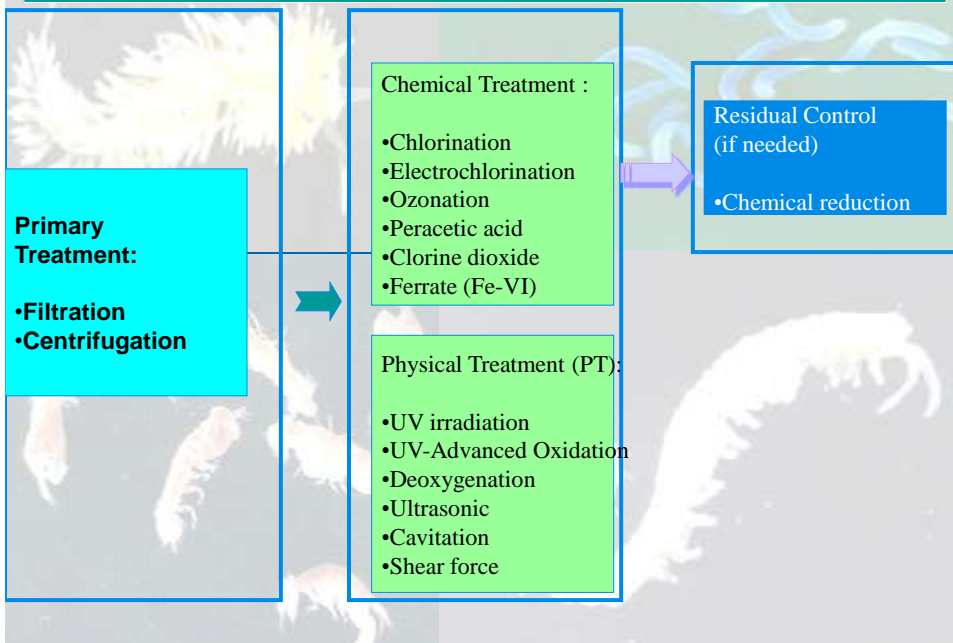 Primary
Treatment:
•Filtration
•Centrifugation
Chemical Treatment :
•Chlorination
•Electrochlorination
•Ozonation
•Peracetic acid
•Clorine dioxide
•Ferrate (Fe-VI)
Physical Treatment (PT):
•UV irradiation
•UV-Advanced Oxidation
•Deoxygenation
•Ultrasonic
•Cavitation
•Shear force
Residual Control
(if needed)
•Chemical reduction